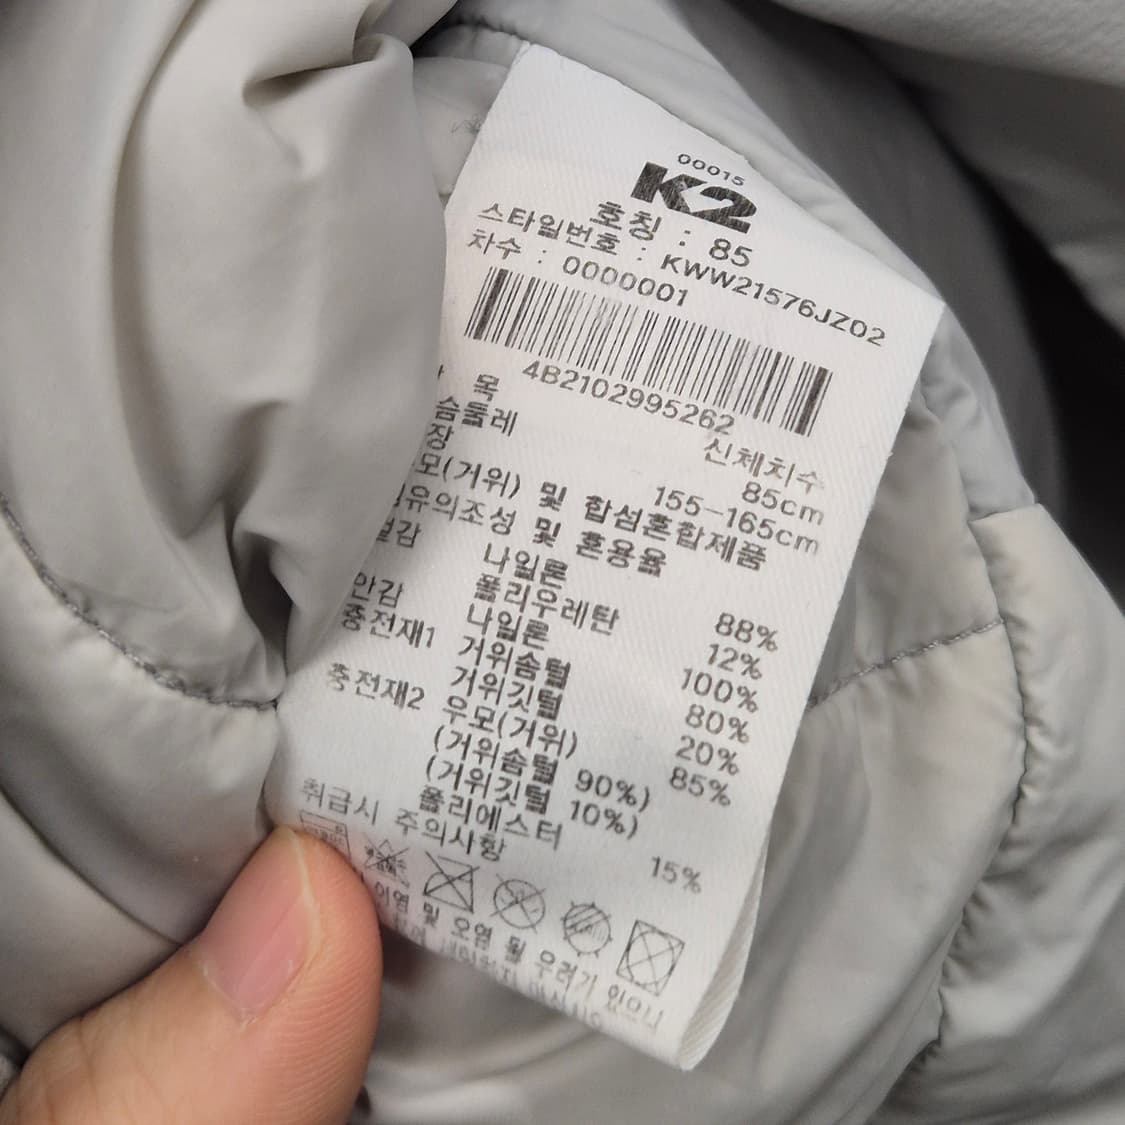 00015
K2
호칭 : 85
스타일번호 : KWW21576JZ02
차수 : 0000001
4B2102995262
목 신체치수
슴둘레 85cm
장 155-165cm
모(거위) 및 합섬혼합제품
유의조성 및 혼용율
감 나일론 88%
폴리우레탄 12%
안감 나일론 100%
충전재1 거위솜털 80%
거위깃털 20%
충전재2 우모(거위) 85%
(거위솜털 90%)
(거위깃털 10%)
폴리에스터 15%
취급시 주의사항
이염 및 오염 될 우려가 있으니